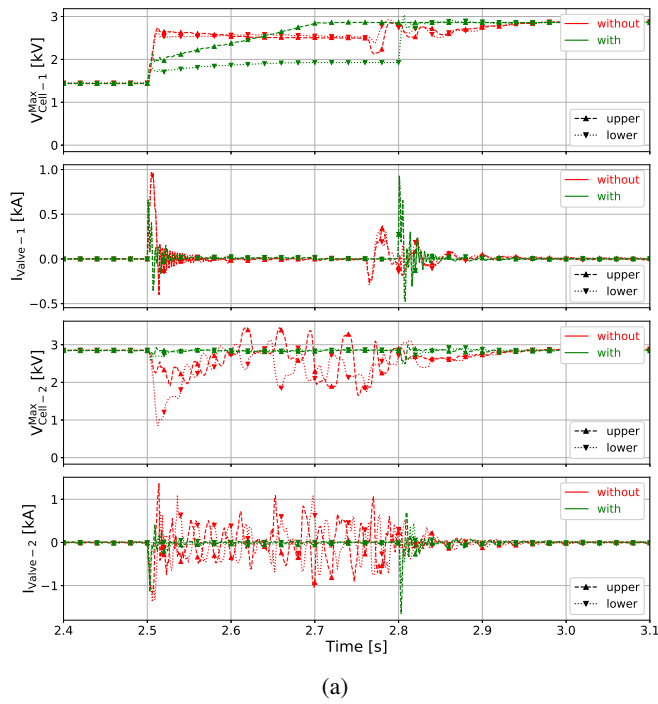 V^Max_Cell−1 [kV]
3
2
1
0
without
with
upper
lower
I_Valve−1 [kA]
1.0
0.5
0.0
−0.5
without
with
upper
lower
V^Max_Cell−2 [kV]
3
2
1
0
without
with
upper
lower
I_Valve−2 [kA]
1
0
−1
without
with
upper
lower
2.4 2.5 2.6 2.7 2.8 2.9 3.0 3.1
Time [s]
(a)